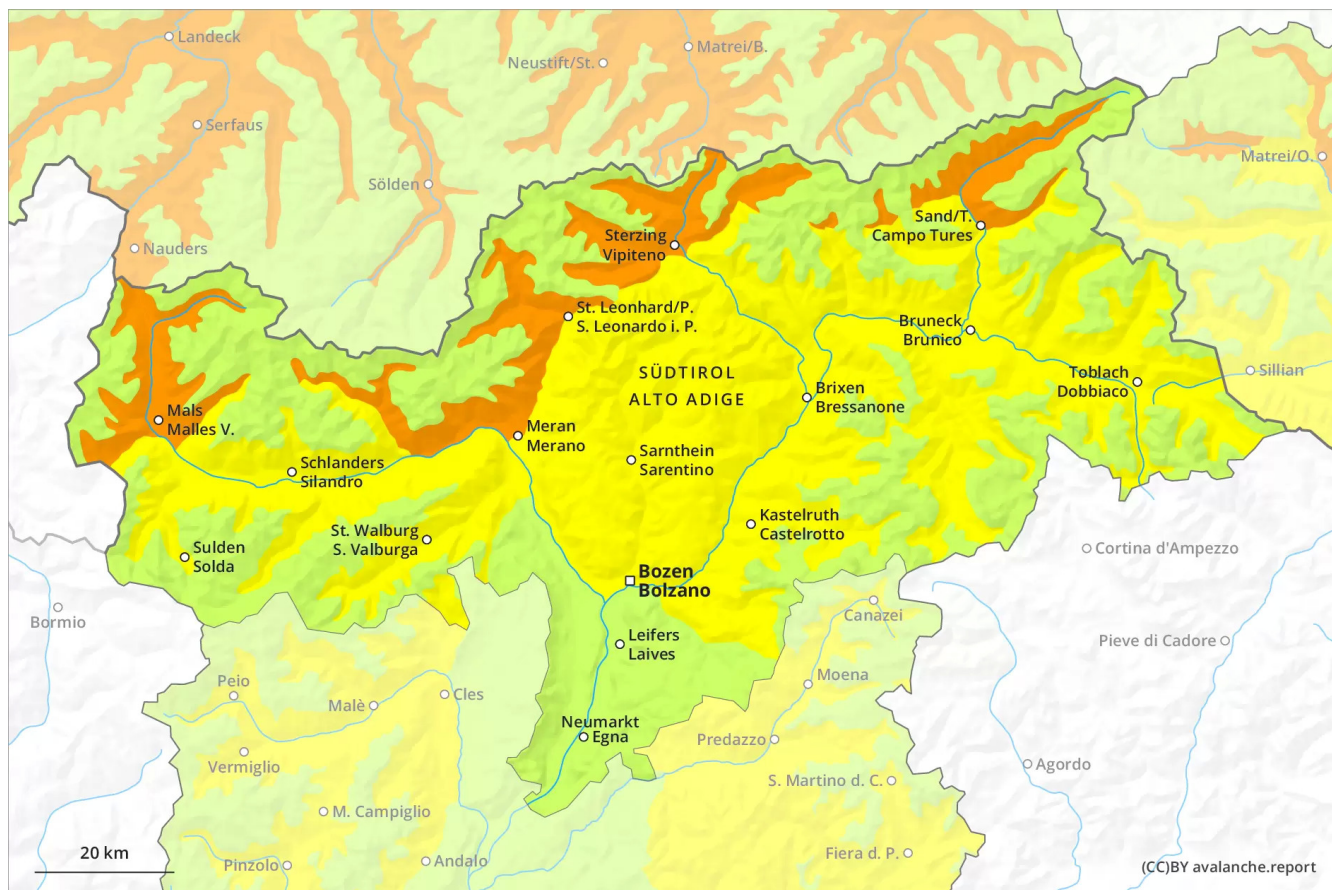 Landeck
Matrei/B.
Neustift/St.
Serfaus
Matrei/O.
Sölden
Sand/T.
Campo Tures
Sterzing
Vipiteno
Nauders
St. Leonhard/P.
S. Leonardo i. P.
Bruneck
Brunico
SÜDTIROL
ALTO ADIGE
Toblach
Dobbiaco
Sillian
Brixen
Bressanone
Mals
Malles V.
Meran
Merano
Schlanders
Silandro
Sarnthein
Sarentino
Kastelruth
Castelrotto
St. Walburg
S. Valburga
Sulden
Solda
Cortina d'Ampezzo
Bozen
Bolzano
Bormio
Canazei
Leifers
Laives
Pieve di Cadore
Peio
Cles
Moena
Malè
Neumarkt
Egna
Predazzo
Vermiglio
Agordo
S. Martino d. C.
M. Campiglio
20 km
Pinzolo
Andalo
Fiera d. P.
(CC)BY avalanche.report